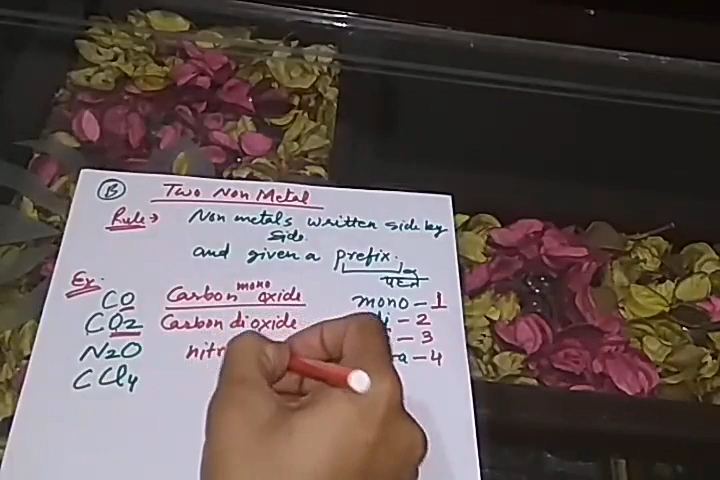 B Two Non Metal
Rule → Non metals written side by
side.
and given a prefix.
Ex:
CO Carbon mono oxide mono - 1
CO2 Carbon dioxide - 2
N2O nitr - 3
CCl4 a - 4